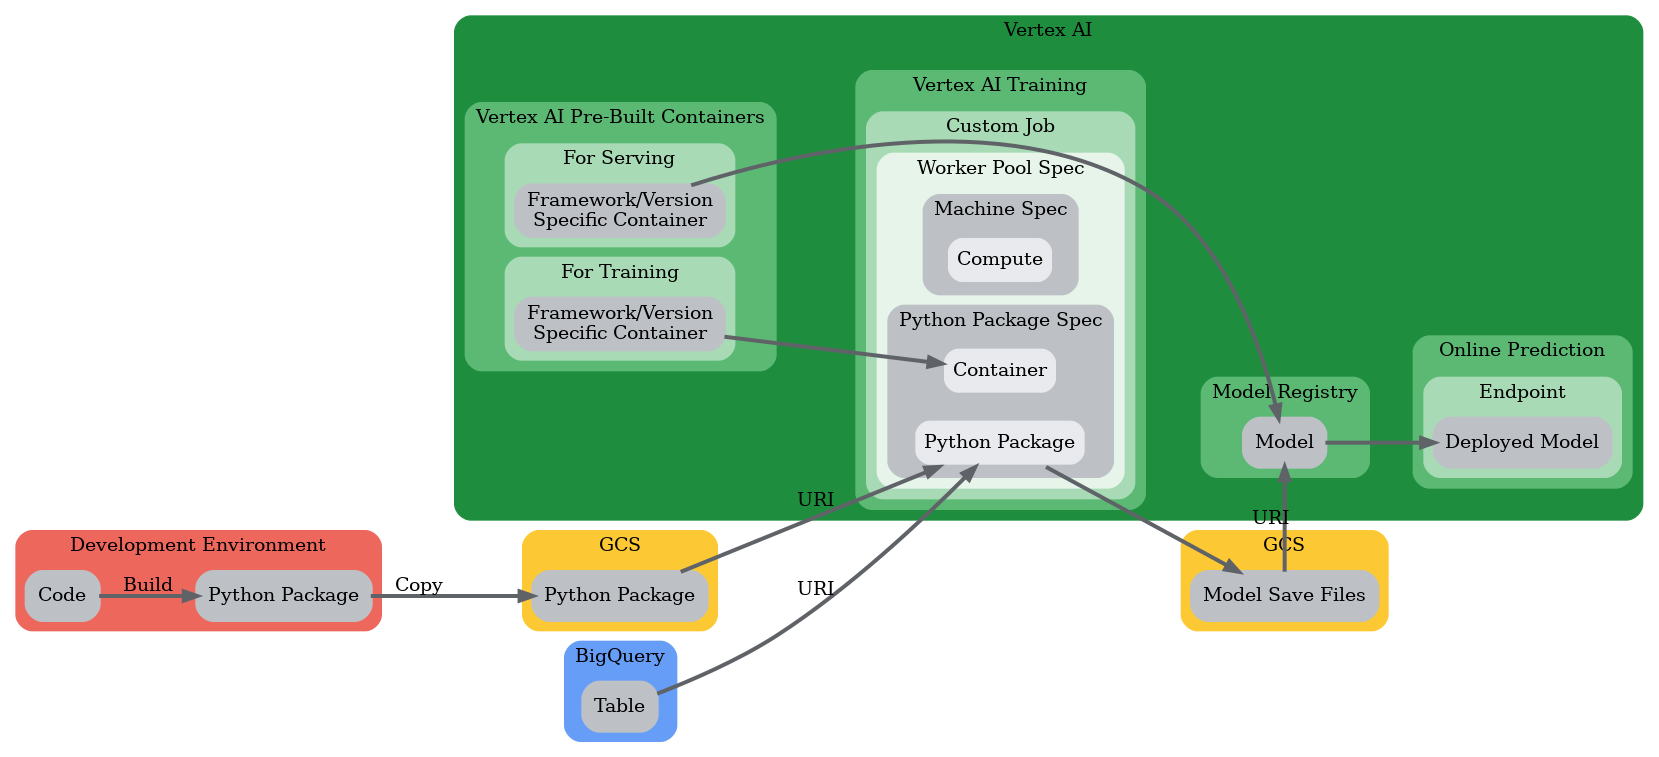 Vertex AI
Vertex AI Training
Vertex AI Pre-Built Containers
Custom Job
For Serving
Worker Pool Spec
Framework/Version
Specific Container
Machine Spec
Compute
For Training
Framework/Version
Specific Container
Python Package Spec
Container
Python Package
Online Prediction
Model Registry
Endpoint
Model
Deployed Model
URI
URI
Development Environment
GCS
GCS
Code
Build
Python Package
Copy
Python Package
URI
Model Save Files
BigQuery
Table